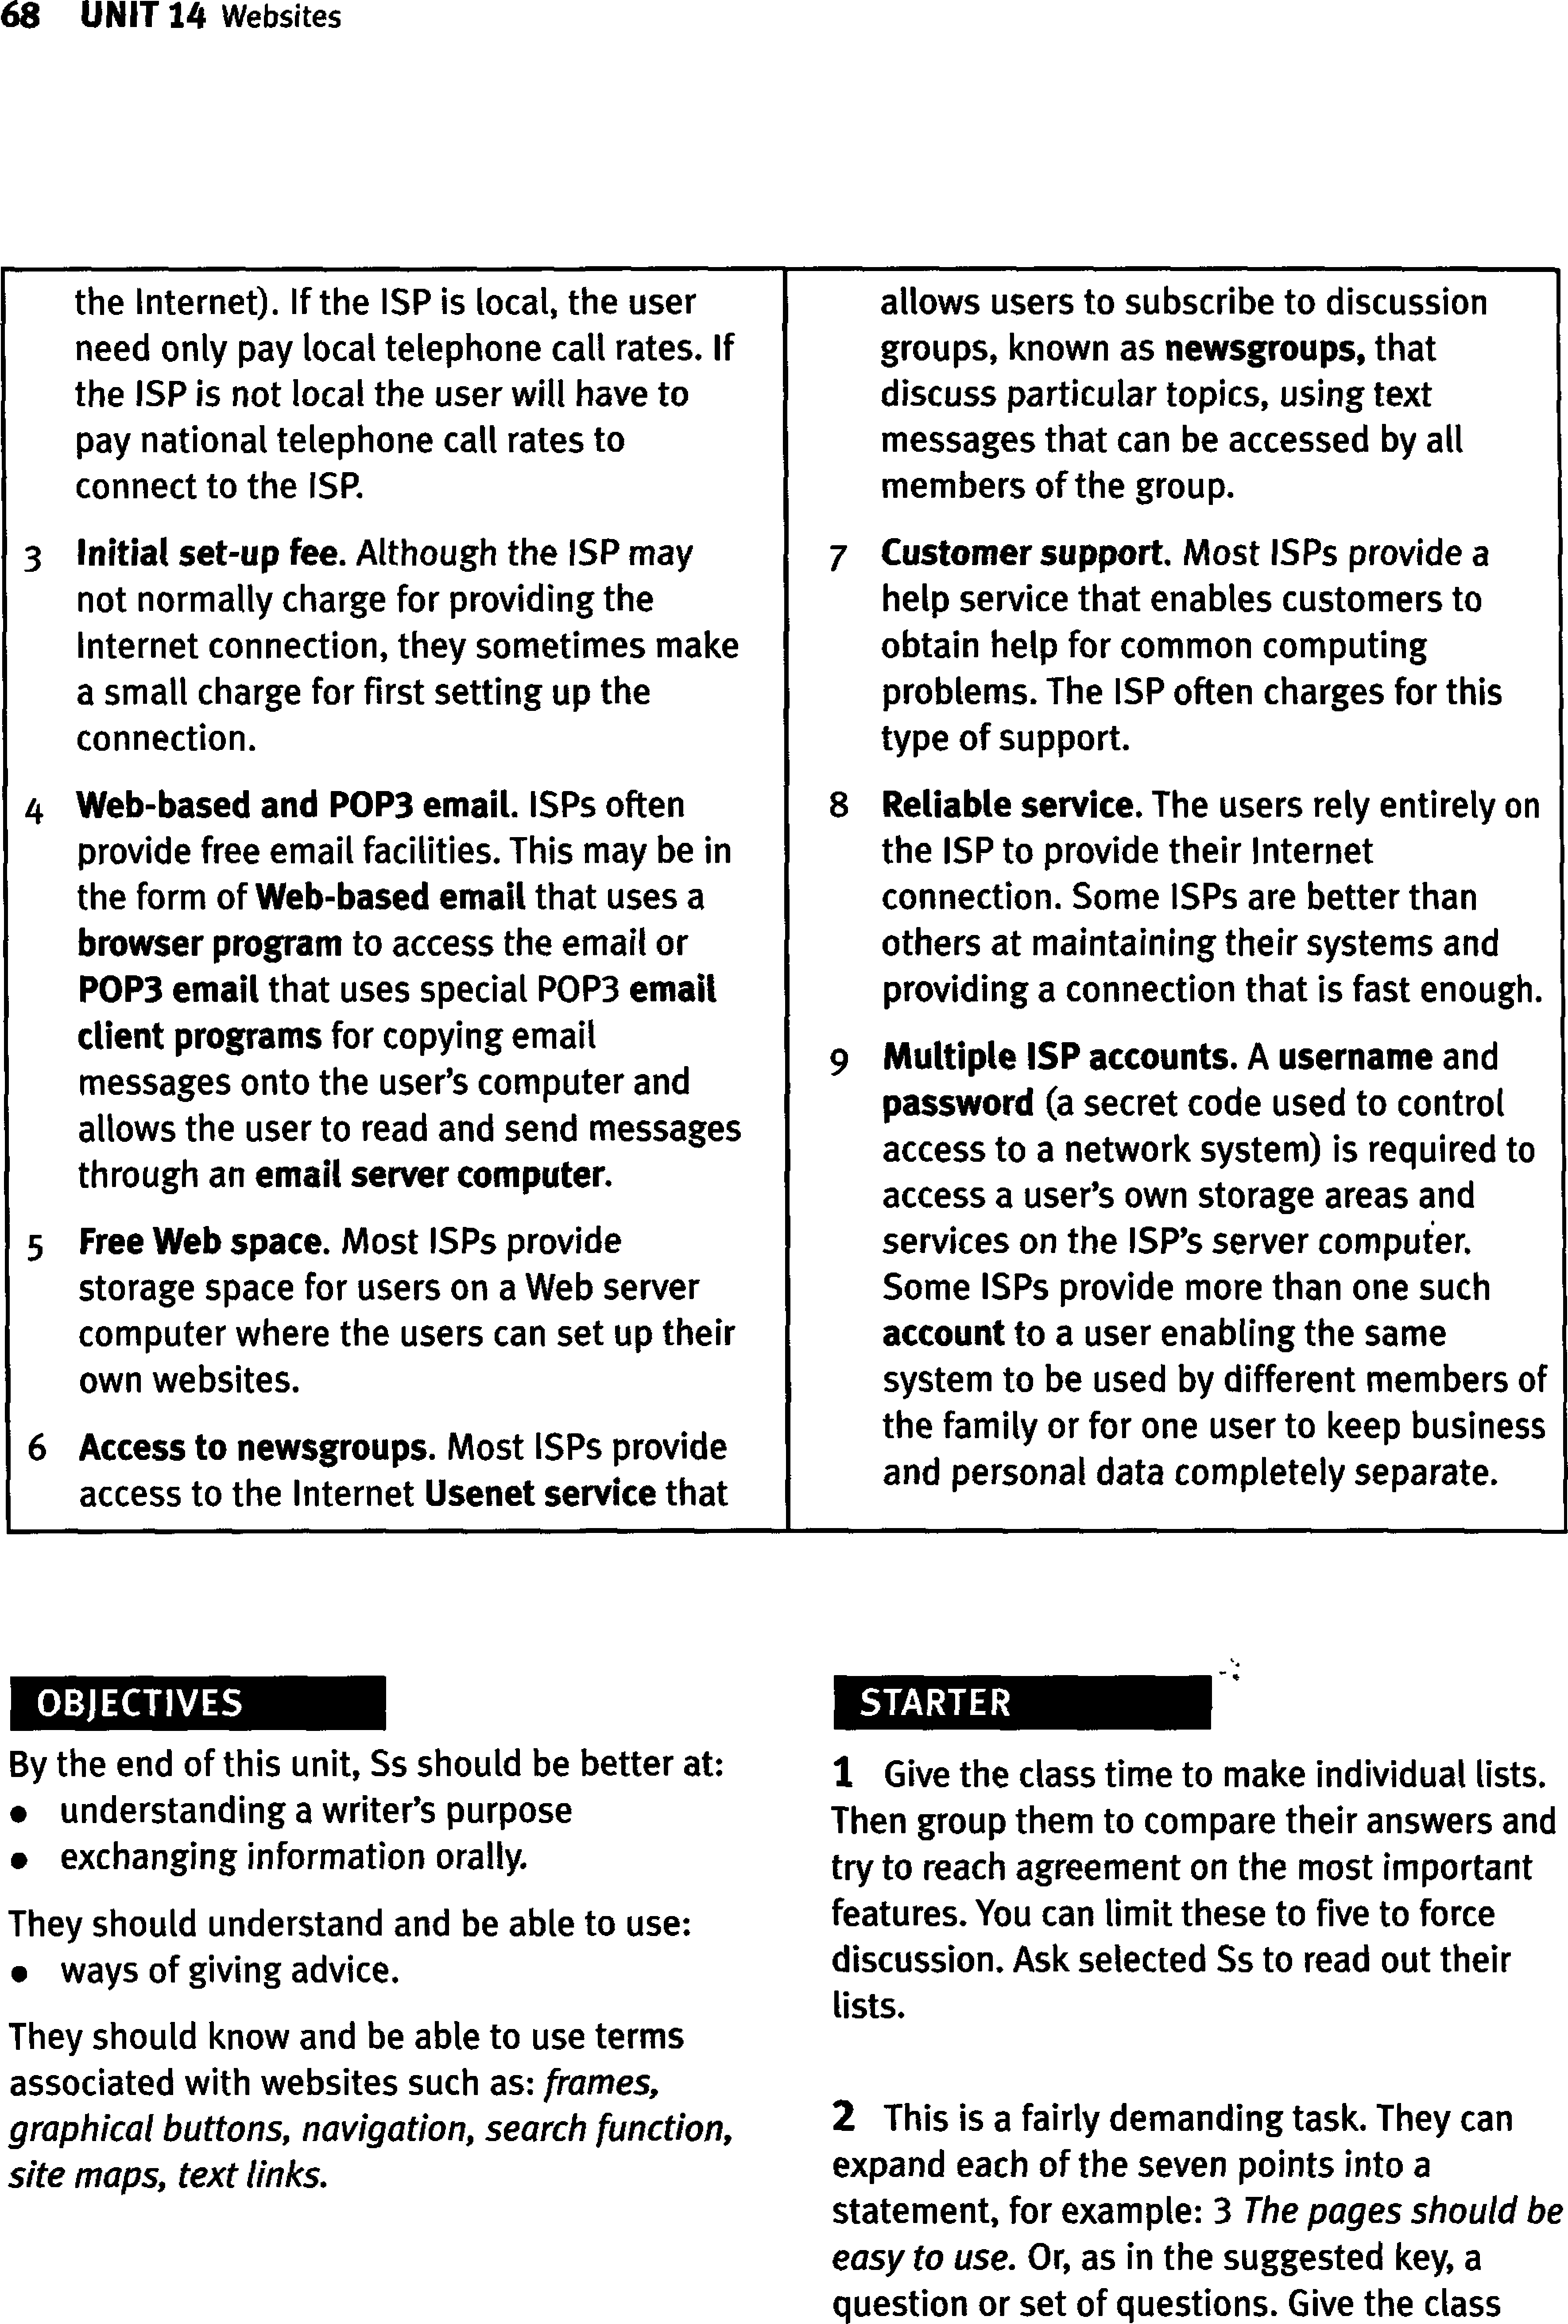 68 UNIT 14 Websites
the Internet). If the ISP is local, the user
need only pay local telephone call rates. If
the ISP is not local the user will have to
pay national telephone call rates to
connect to the ISP.
3 Initial set-up fee. Although the ISP may
not normally charge for providing the
Internet connection, they sometimes make
a small charge for first setting up the
connection.
4 Web-based and POP3 email. ISPs often
provide free email facilities. This may be in
the form of Web-based email that uses a
browser program to access the email or
POP3 email that uses special POP3 email
client programs for copying email
messages onto the user's computer and
allows the user to read and send messages
through an email server computer.
5 Free Web space. Most ISPs provide
storage space for users on a Web server
computer where the users can set up their
own websites.
6 Access to newsgroups. Most ISPs provide
access to the Internet Usenet service that
allows users to subscribe to discussion
groups, known as newsgroups, that
discuss particular topics, using text
messages that can be accessed by all
members of the group.
7 Customer support. Most ISPs provide a
help service that enables customers to
obtain help for common computing
problems. The ISP often charges for this
type of support.
8 Reliable service. The users rely entirely on
the ISP to provide their Internet
connection. Some ISPs are better than
others at maintaining their systems and
providing a connection that is fast enough.
9 Multiple ISP accounts. A username and
password (a secret code used to control
access to a network system) is required to
access a user's own storage areas and
services on the ISP's server computer.
Some ISPs provide more than one such
account to a user enabling the same
system to be used by different members of
the family or for one user to keep business
and personal data completely separate.
OBJECTIVES
By the end of this unit, Ss should be better at:
• understanding a writer's purpose
• exchanging information orally.
They should understand and be able to use:
• ways of giving advice.
They should know and be able to use terms
associated with websites such as: frames,
graphical buttons, navigation, search function,
site maps, text links.
STARTER
1 Give the class time to make individual lists.
Then group them to compare their answers and
try to reach agreement on the most important
features. You can limit these to five to force
discussion. Ask selected Ss to read out their
lists.
2 This is a fairly demanding task. They can
expand each of the seven points into a
statement, for example: 3 The pages should be
easy to use. Or, as in the suggested key, a
question or set of questions. Give the class